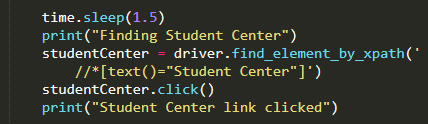 time.sleep(1.5)
print("Finding Student Center")
studentCenter = driver.find_element_by_xpath('
//*[text()="Student Center"]')
studentCenter.click()
print("Student Center link clicked")